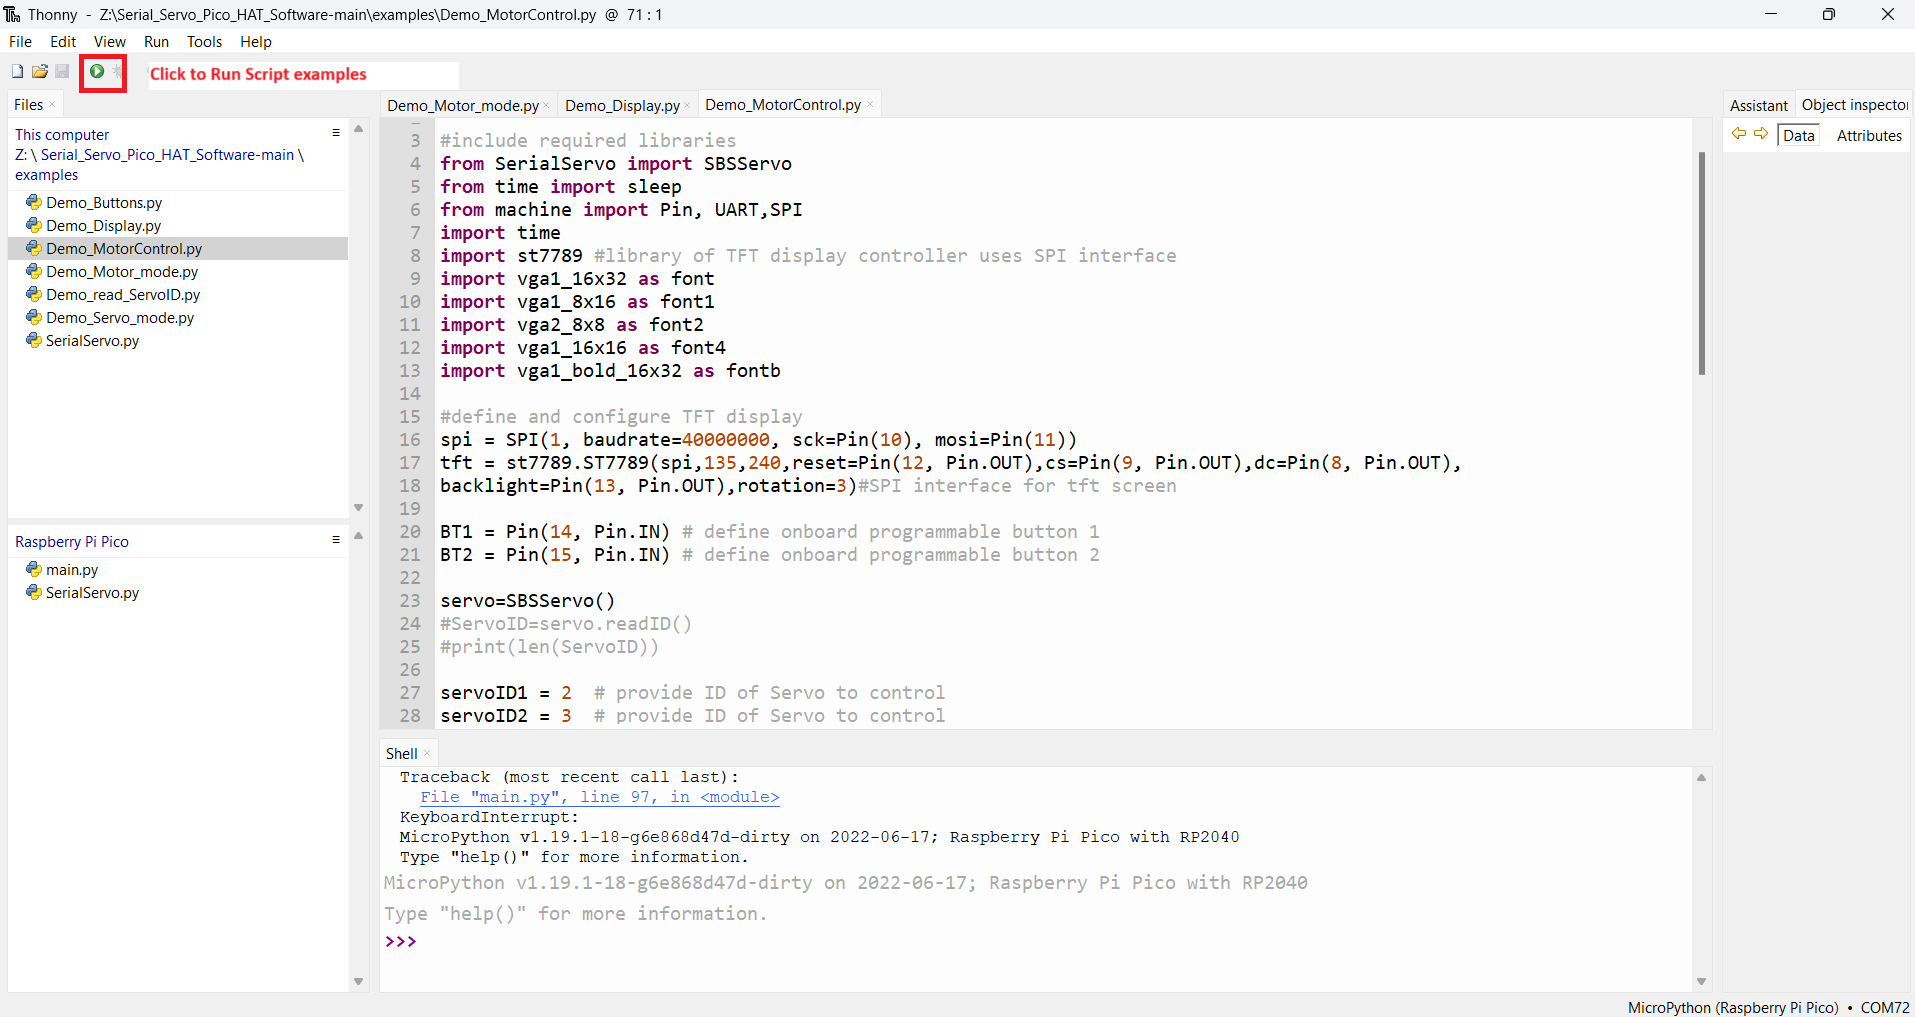 Thonny - Z:\Serial_Servo_Pico_HAT_Software-main\examples\Demo_MotorControl.py @ 71 : 1
File Edit View Run Tools Help
Click to Run Script examples
Files
This computer
Z: \ Serial_Servo_Pico_HAT_Software-main \
examples
Demo_Buttons.py
Demo_Display.py
Demo_MotorControl.py
Demo_Motor_mode.py
Demo_read_ServoID.py
Demo_Servo_mode.py
SerialServo.py
Raspberry Pi Pico
main.py
SerialServo.py
Demo_Motor_mode.py Demo_Display.py Demo_MotorControl.py
3 #include required libraries
4 from SerialServo import SBSServo
5 from time import sleep
6 from machine import Pin, UART,SPI
7 import time
8 import st7789 #library of TFT display controller uses SPI interface
9 import vga1_16x32 as font
10 import vga1_8x16 as font1
11 import vga2_8x8 as font2
12 import vga1_16x16 as font4
13 import vga1_bold_16x32 as fontb
14
15 #define and configure TFT display
16 spi = SPI(1, baudrate=40000000, sck=Pin(10), mosi=Pin(11))
17 tft = st7789.ST7789(spi,135,240,reset=Pin(12, Pin.OUT),cs=Pin(9, Pin.OUT),dc=Pin(8, Pin.OUT),
18 backlight=Pin(13, Pin.OUT),rotation=3)#SPI interface for tft screen
19
20 BT1 = Pin(14, Pin.IN) # define onboard programmable button 1
21 BT2 = Pin(15, Pin.IN) # define onboard programmable button 2
22
23 servo=SBSServo()
24 #ServoID=servo.readID()
25 #print(len(ServoID))
26
27 servoID1 = 2 # provide ID of Servo to control
28 servoID2 = 3 # provide ID of Servo to control
Shell
Traceback (most recent call last):
File "main.py", line 97, in <module>
KeyboardInterrupt:
MicroPython v1.19.1-18-g6e868d47d-dirty on 2022-06-17; Raspberry Pi Pico with RP2040
Type "help()" for more information.
MicroPython v1.19.1-18-g6e868d47d-dirty on 2022-06-17; Raspberry Pi Pico with RP2040
Type "help()" for more information.
>>>
Assistant Object inspector
Data Attributes
MicroPython (Raspberry Pi Pico) • COM72